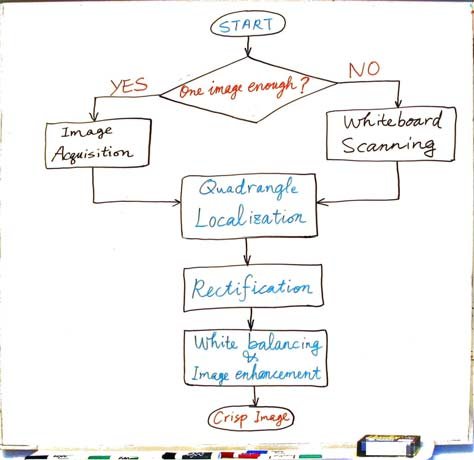 START
One image enough?
YES
NO
Image
Acquisition
Whiteboard
Scanning
Quadrangle
Localization
Rectification
White balancing
&
Image enhancement
Crisp Image